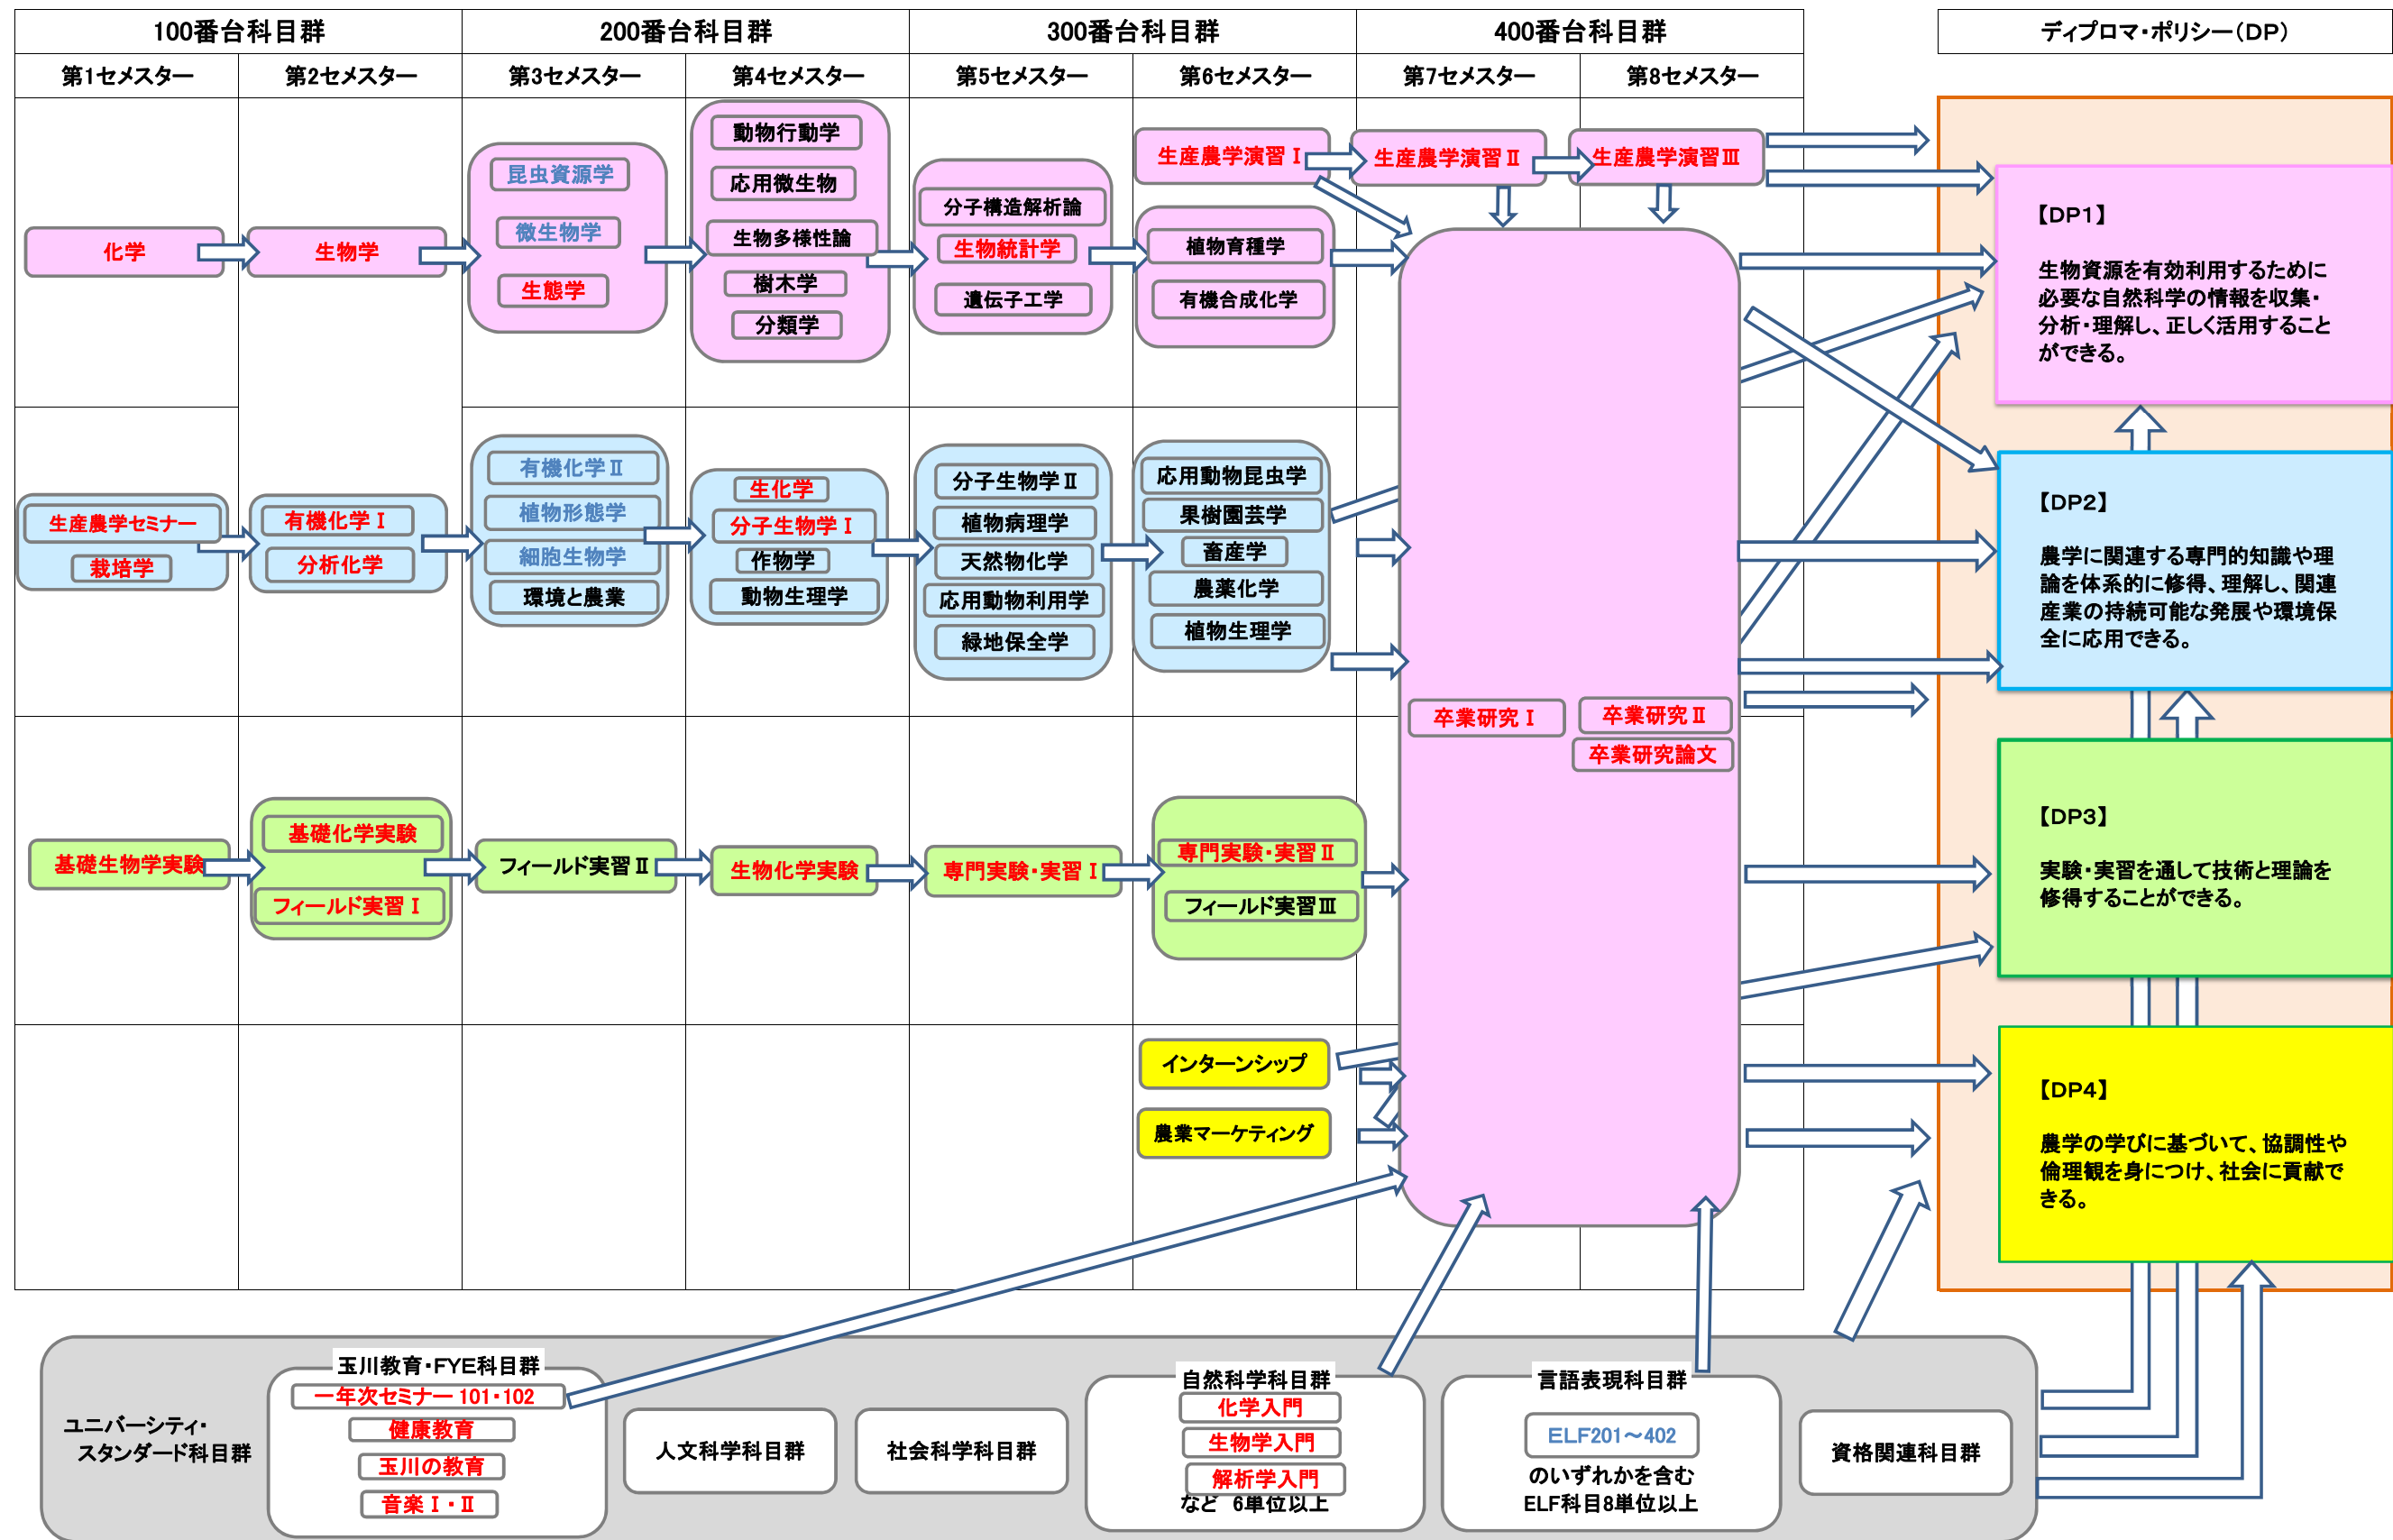 100番台科目群
200番台科目群
300番台科目群
400番台科目群
ディプロマ・ポリシー(DP)
第1セメスター
第2セメスター
第3セメスター
第4セメスター
第5セメスター
第6セメスター
第7セメスター
第8セメスター
化学
生物学
昆虫資源学
微生物学
生態学
動物行動学
応用微生物
生物多様性論
樹木学
分類学
分子構造解析論
生物統計学
遺伝子工学
生産農学演習Ⅰ
植物育種学
有機合成化学
生産農学演習Ⅱ
生産農学演習Ⅲ
生産農学セミナー
栽培学
有機化学Ⅰ
分析化学
有機化学Ⅱ
植物形態学
細胞生物学
環境と農業
生化学
分子生物学Ⅰ
作物学
動物生理学
分子生物学Ⅱ
植物病理学
天然物化学
応用動物利用学
緑地保全学
応用動物昆虫学
果樹園芸学
畜産学
農薬化学
植物生理学
卒業研究Ⅰ
卒業研究Ⅱ
卒業研究論文
基礎生物学実験
基礎化学実験
フィールド実習Ⅰ
フィールド実習Ⅱ
生物化学実験
専門実験・実習Ⅰ
専門実験・実習Ⅱ
フィールド実習Ⅲ
インターンシップ
農業マーケティング
【DP1】
生物資源を有効利用するために
必要な自然科学の情報を収集・
分析・理解し、正しく活用すること
ができる。
【DP2】
農学に関連する専門的知識や理
論を体系的に修得、理解し、関連
産業の持続可能な発展や環境保
全に応用できる。
【DP3】
実験・実習を通して技術と理論を
修得することができる。
【DP4】
農学の学びに基づいて、協調性や
倫理観を身につけ、社会に貢献で
きる。
ユニバーシティ・
スタンダード科目群
玉川教育・FYE科目群
一年次セミナー 101・102
健康教育
玉川の教育
音楽Ⅰ・Ⅱ
人文科学科目群
社会科学科目群
自然科学科目群
化学入門
生物学入門
解析学入門
など 6単位以上
言語表現科目群
ELF201～402
のいずれかを含む
ELF科目8単位以上
資格関連科目群